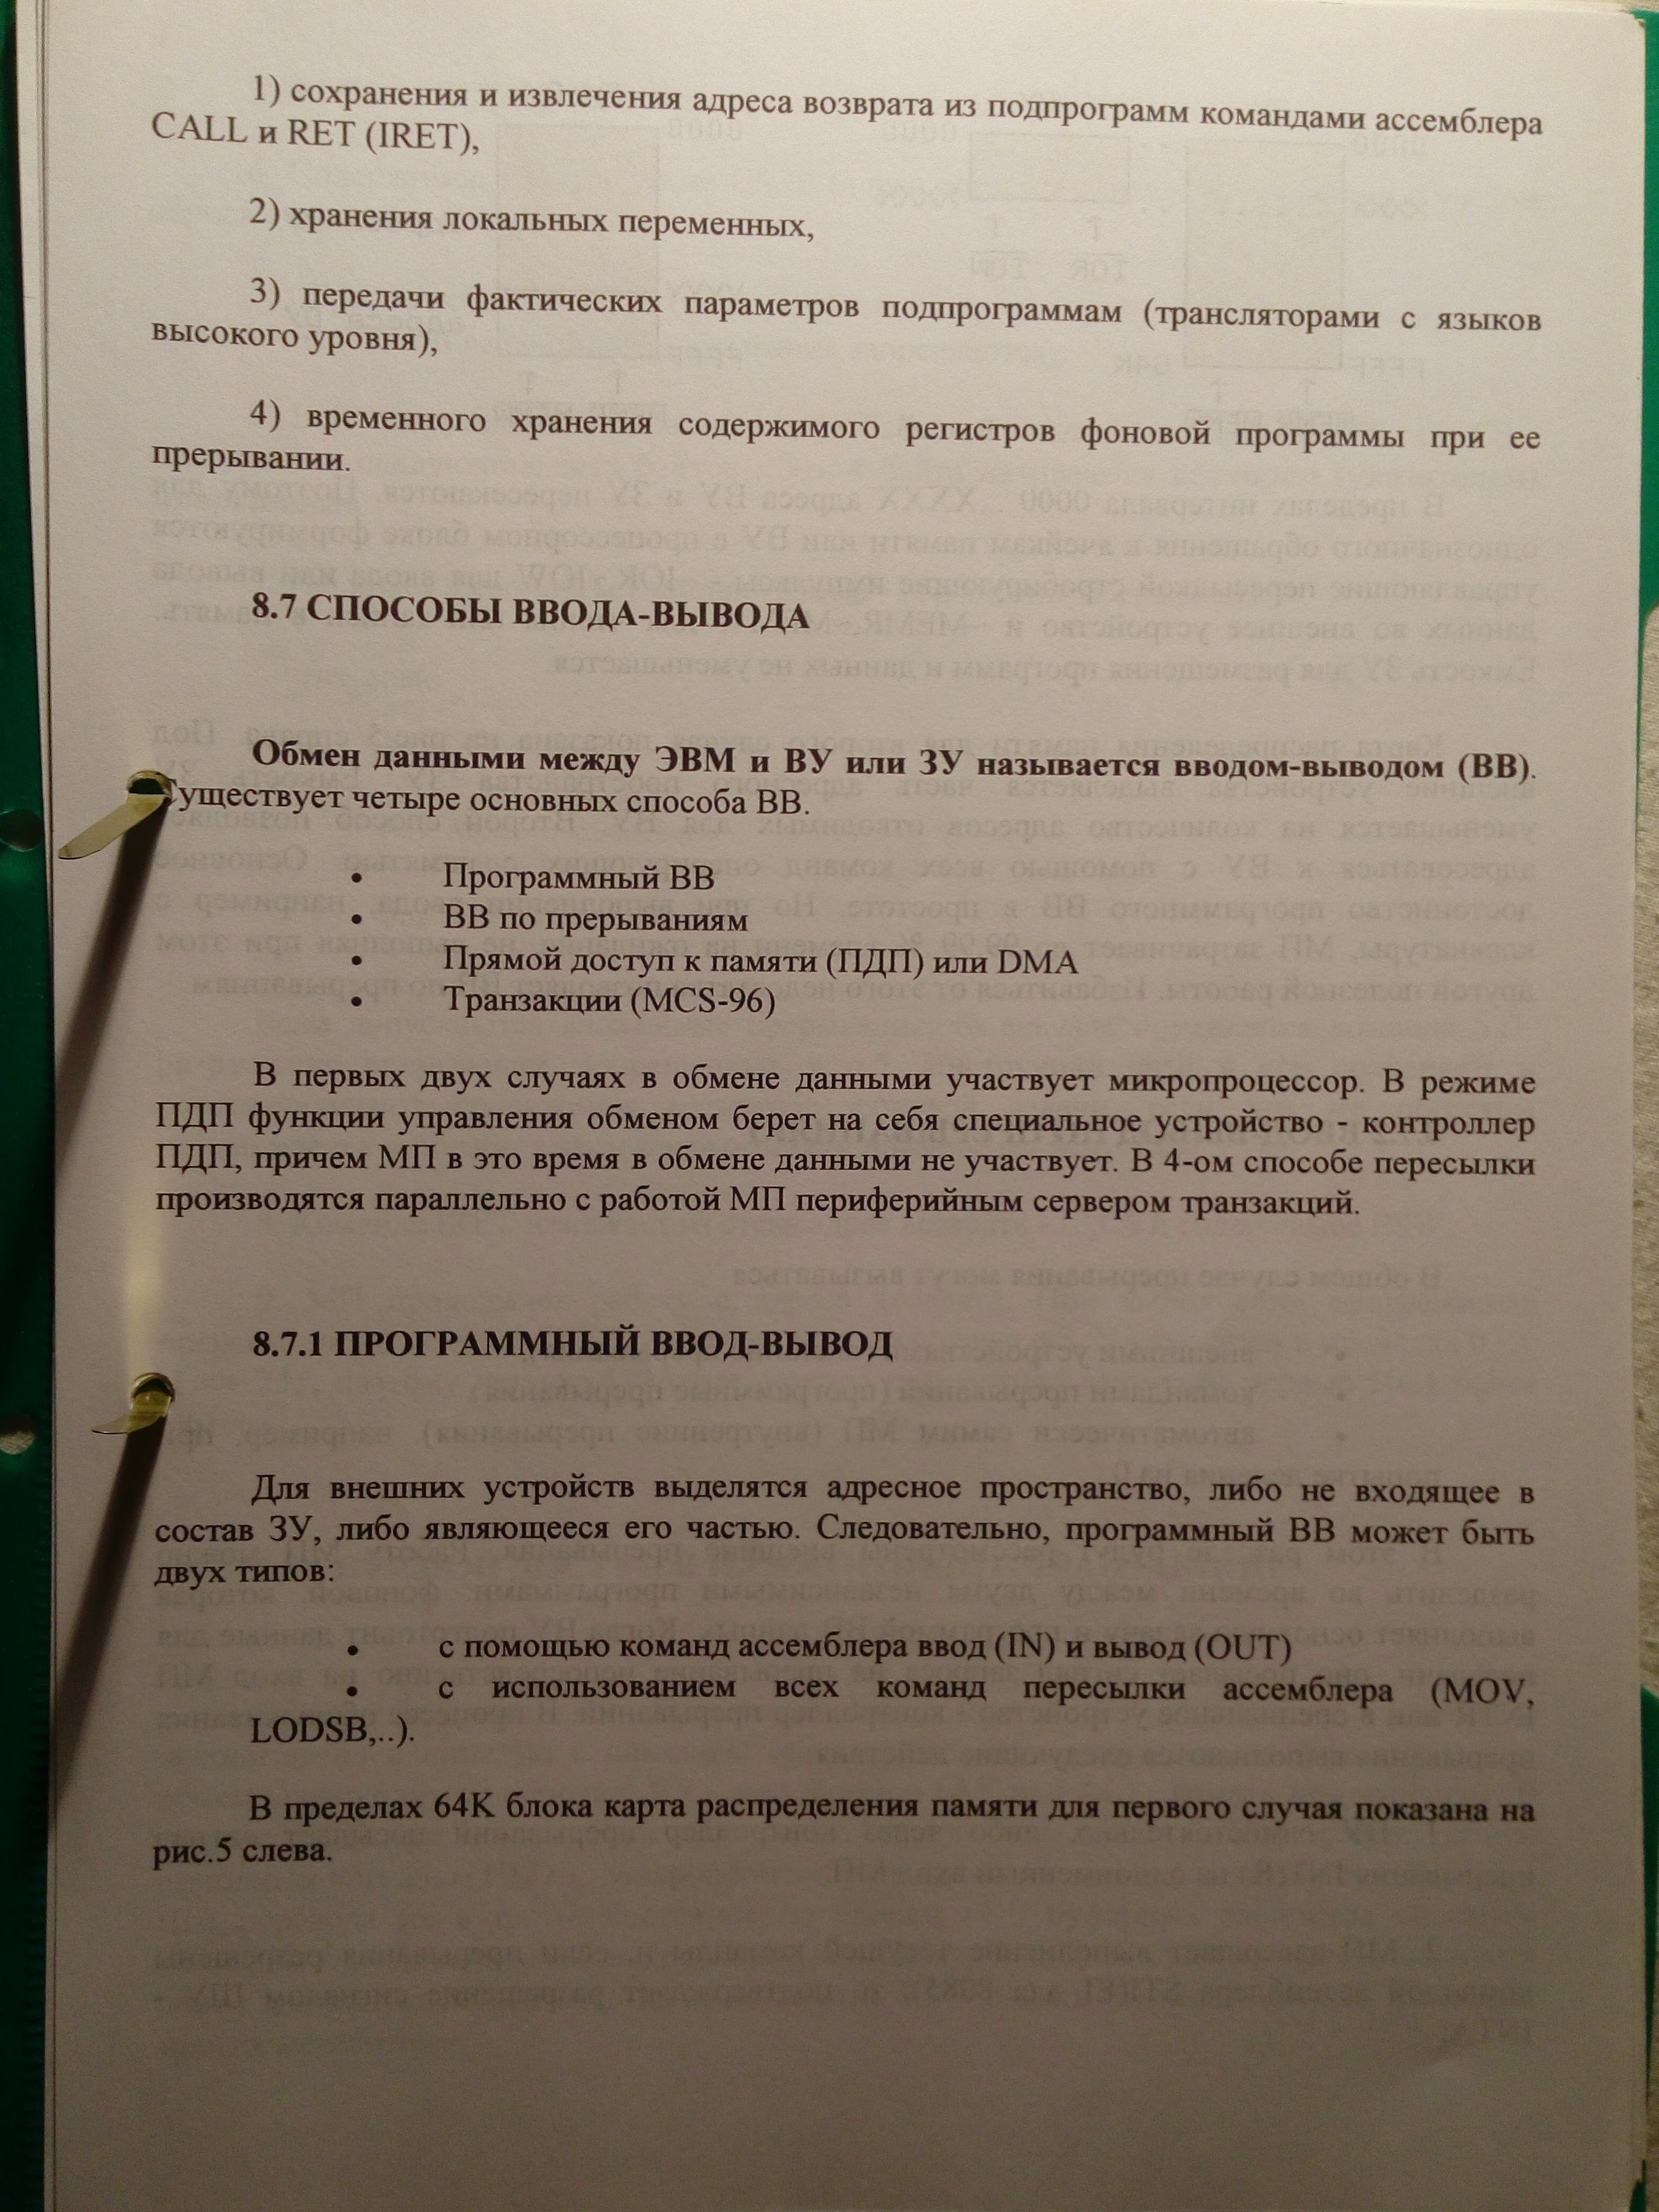 1) сохранения и извлечения адреса возврата из подпрограмм командами ассемблера
CALL и RET (IRET),
2) хранения локальных переменных,
3) передачи фактических параметров подпрограммам (трансляторами с языков
высокого уровня),
4) временного хранения содержимого регистров фоновой программы при ее
прерывании.
8.7 СПОСОБЫ ВВОДА-ВЫВОДА
Обмен данными между ЭВМ и ВУ или ЗУ называется вводом-выводом (ВВ).
Существует четыре основных способа ВВ.
• Программный ВВ
• ВВ по прерываниям
• Прямой доступ к памяти (ПДП) или DMA
• Транзакции (MCS-96)
В первых двух случаях в обмене данными участвует микропроцессор. В режиме
ПДП функции управления обменом берет на себя специальное устройство - контроллер
ПДП, причем МП в это время в обмене данными не участвует. В 4-ом способе пересылки
производятся параллельно с работой МП периферийным сервером транзакций.
8.7.1 ПРОГРАММНЫЙ ВВОД-ВЫВОД
Для внешних устройств выделятся адресное пространство, либо не входящее в
состав ЗУ, либо являющееся его частью. Следовательно, программный ВВ может быть
двух типов:
• с помощью команд ассемблера ввод (IN) и вывод (OUT)
• с использованием всех команд пересылки ассемблера (MOV,
LODSB,..).
В пределах 64К блока карта распределения памяти для первого случая показана на
рис.5 слева.